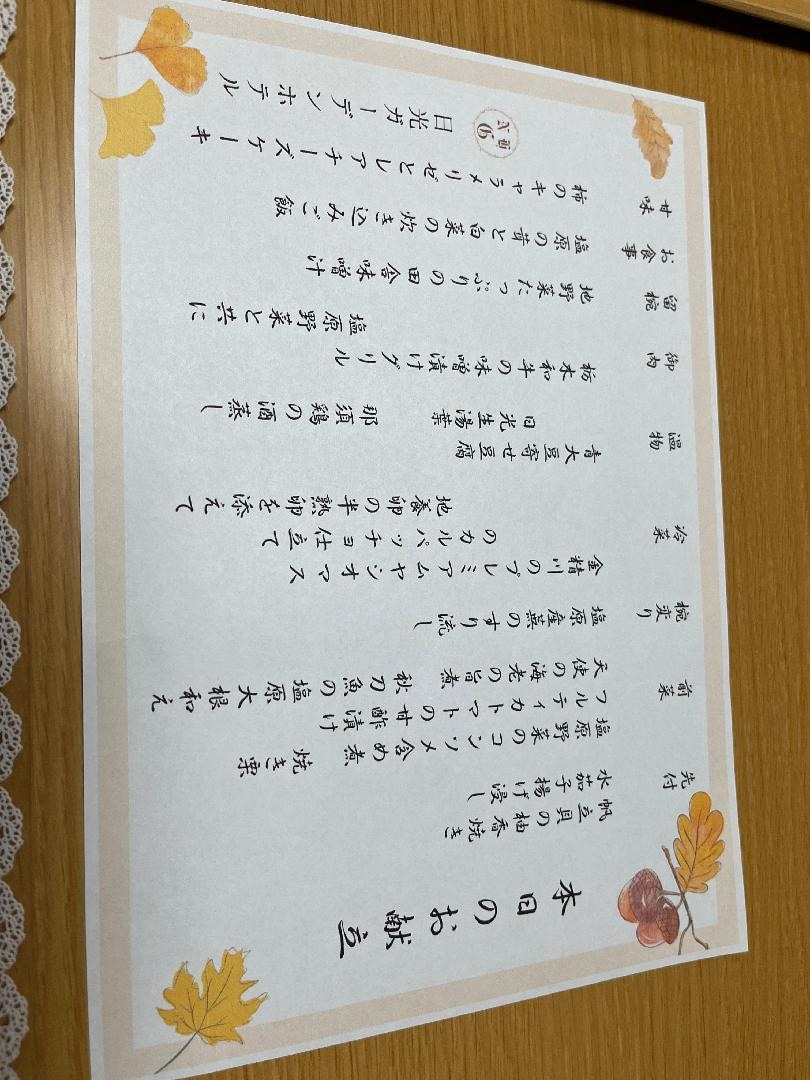 本日のお献立
先付
帆立貝の柚香焼き
水茄子揚げ浸し
前菜
塩原野菜のコンソメ含め煮　焼き栗
フルティカトマトの甘酢漬け
天使の海老の旨煮　秋刀魚の塩原大根和え
椀変り
塩原産蕪のすり流し
冷菜
金精川のプレミアムヤシオマス
のカルパッチョ仕立て
地養卵の半熟卵を添えて
温物
青大豆寄せ豆腐
日光生湯葉　那須鶏の酒蒸し
御肉
栃木和牛の味噌漬けグリル
塩原野菜と共に
留椀
地野菜たっぷりの田舎味噌汁
お食事
塩原の茸と白菜の炊き込みご飯
甘味
柿のキャラメリゼとレアチーズケーキ
N G
日光ガーデンホテル